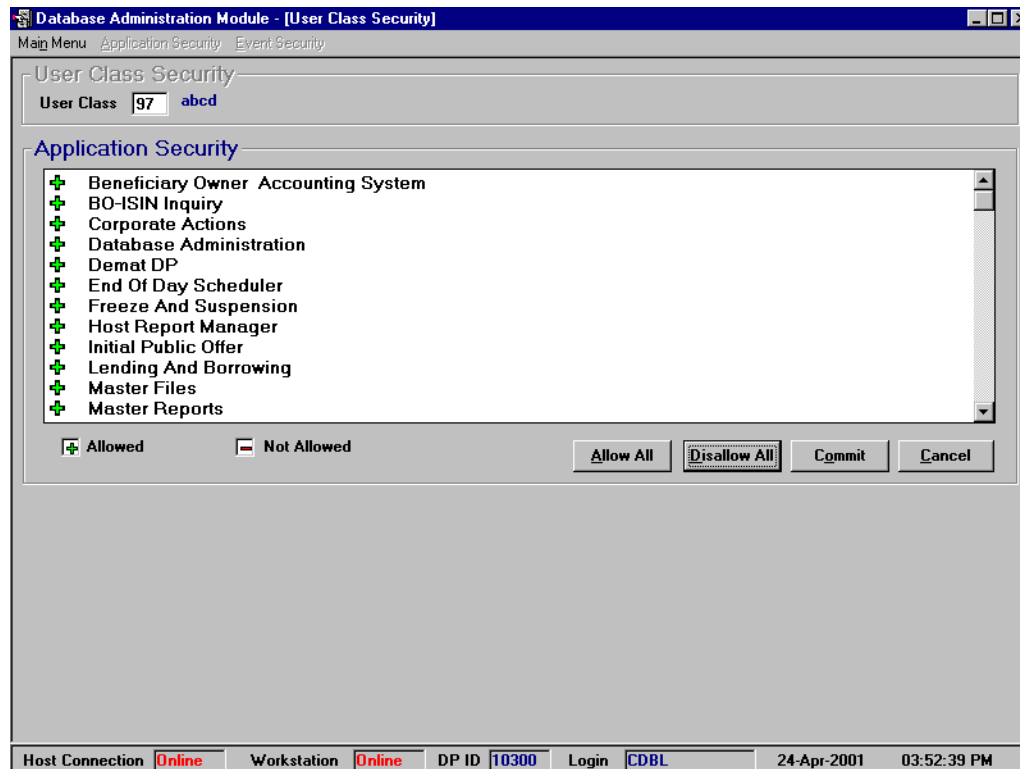 Database Administration Module - [User Class Security]
Main Menu Application Security Event Security
User Class Security
User Class 97 abcd
Application Security
Beneficiary Owner Accounting System
BO-ISIN Inquiry
Corporate Actions
Database Administration
Demat DP
End Of Day Scheduler
Freeze And Suspension
Host Report Manager
Initial Public Offer
Lending And Borrowing
Master Files
Master Reports
Allowed Not Allowed Allow All Disallow All Commit Cancel
Host Connection Online Workstation Online DP ID 10300 Login CDBL 24-Apr-2001 03:52:39 PM